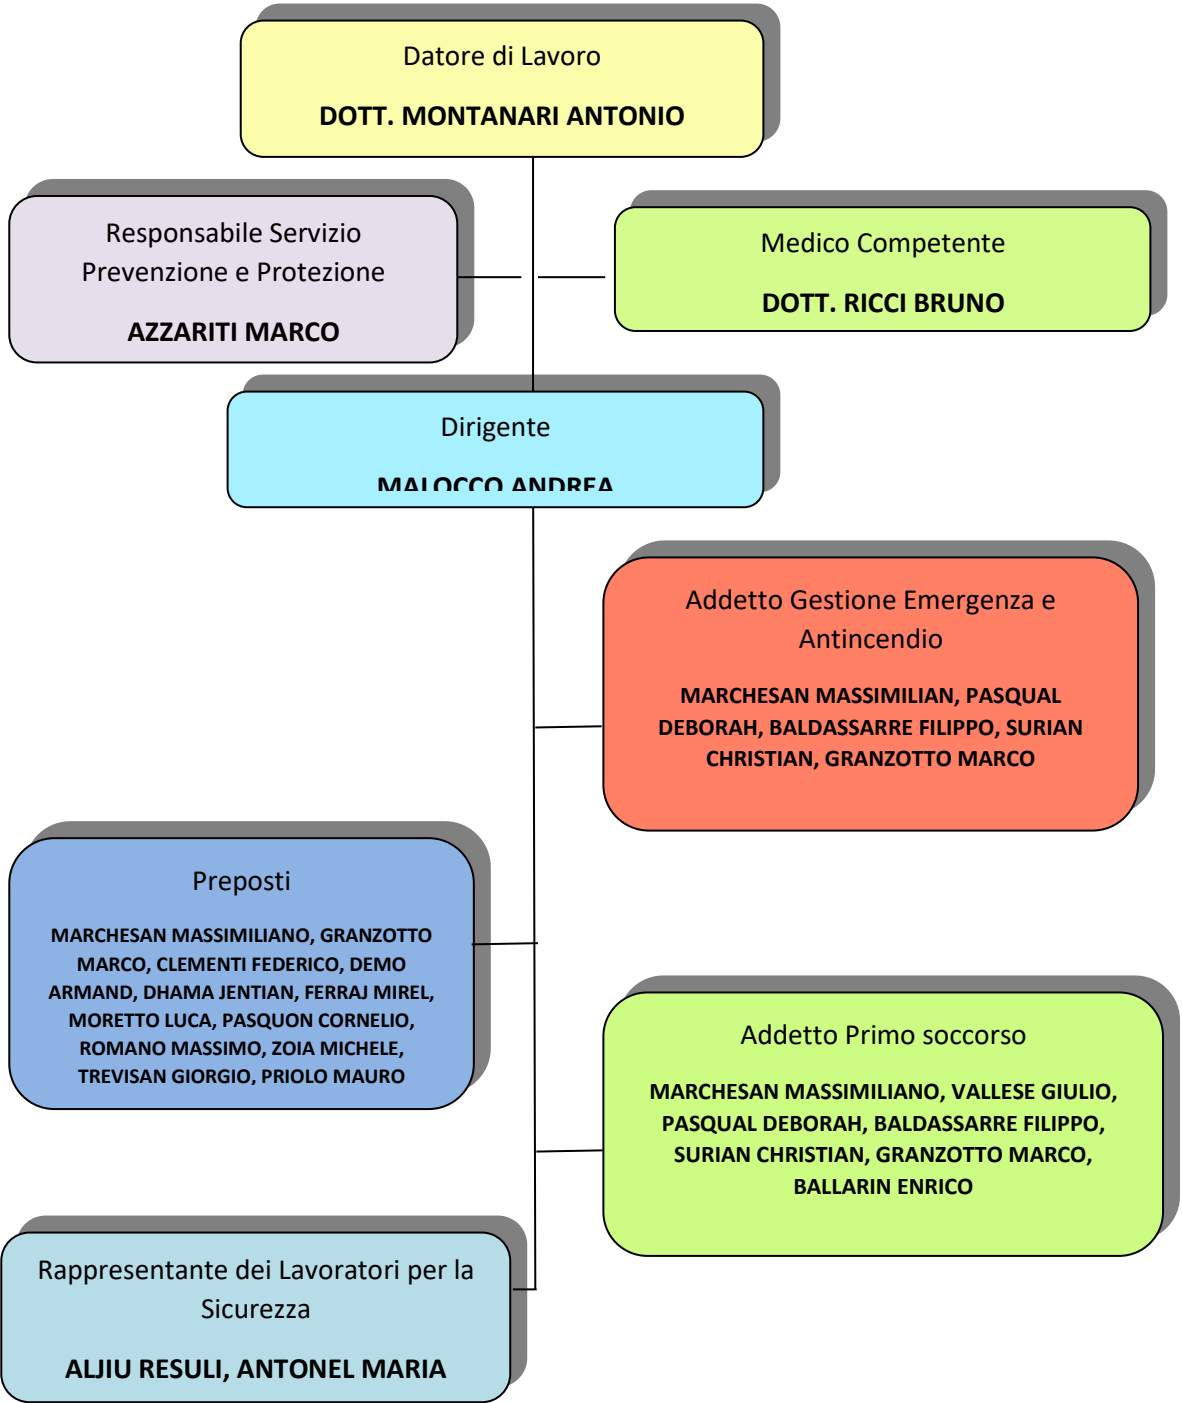 Datore di Lavoro
DOTT. MONTANARI ANTONIO
Responsabile Servizio
Prevenzione e Protezione
AZZARITI MARCO
Medico Competente
DOTT. RICCI BRUNO
Dirigente
MALOCCO ANDREA
Addetto Gestione Emergenza e
Antincendio
MARCHESAN MASSIMILIAN, PASQUAL
DEBORAH, BALDASSARRE FILIPPO, SURIAN
CHRISTIAN, GRANZOTTO MARCO
Preposti
MARCHESAN MASSIMILIANO, GRANZOTTO
MARCO, CLEMENTI FEDERICO, DEMO
ARMAND, DHAMA JENTIAN, FERRAJ MIREL,
MORETTO LUCA, PASQUON CORNELIO,
ROMANO MASSIMO, ZOIA MICHELE,
TREVISAN GIORGIO, PRIOLO MAURO
Addetto Primo soccorso
MARCHESAN MASSIMILIANO, VALLESE GIULIO,
PASQUAL DEBORAH, BALDASSARRE FILIPPO,
SURIAN CHRISTIAN, GRANZOTTO MARCO,
BALLARIN ENRICO
Rappresentante dei Lavoratori per la
Sicurezza
ALJIU RESULI, ANTONEL MARIA